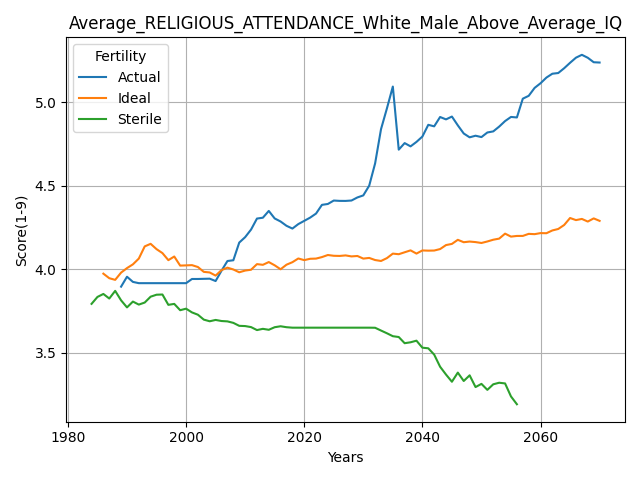 Average_RELIGIOUS_ATTENDANCE_White_Male_Above_Average_IQ
Fertility
Actual
Ideal
Sterile
5.0
4.5
4.0
3.5
Score(1-9)
1980
2000
2020
2040
2060
Years